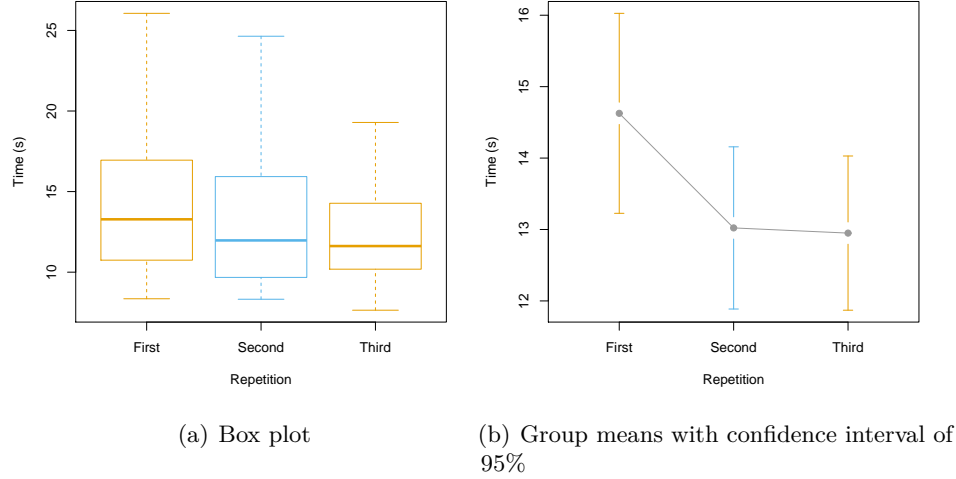 25
20
15
10
Time (s)
First Second Third
Repetition
(a) Box plot
16
15
14
13
12
Time (s)
First Second Third
Repetition
(b) Group means with confidence interval of
95%